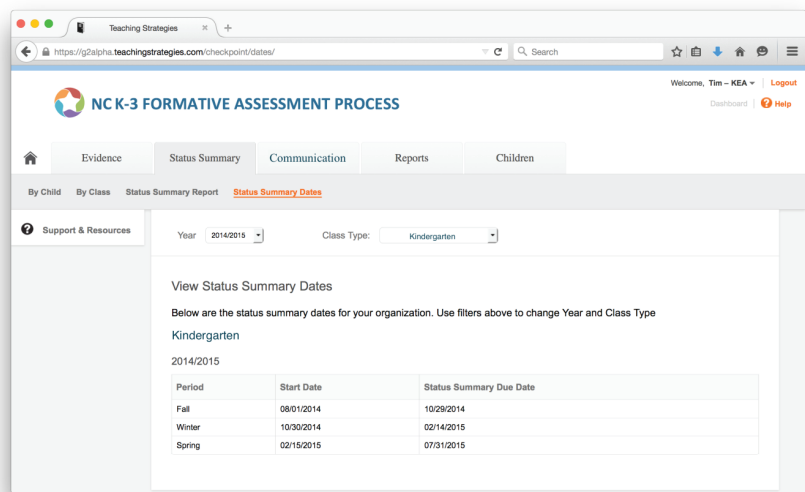 Teaching Strategies
https://g2alpha.teachingstrategies.com/checkpoint/dates/
Search
Welcome, Tim – KEA | Logout
NC K-3 FORMATIVE ASSESSMENT PROCESS
Dashboard | ? Help
Evidence Status Summary Communication Reports Children
By Child By Class Status Summary Report Status Summary Dates
? Support & Resources
Year 2014/2015 Class Type: Kindergarten
View Status Summary Dates
Below are the status summary dates for your organization. Use filters above to change Year and Class Type
Kindergarten
2014/2015
Period Start Date Status Summary Due Date
Fall 08/01/2014 10/29/2014
Winter 10/30/2014 02/14/2015
Spring 02/15/2015 07/31/2015